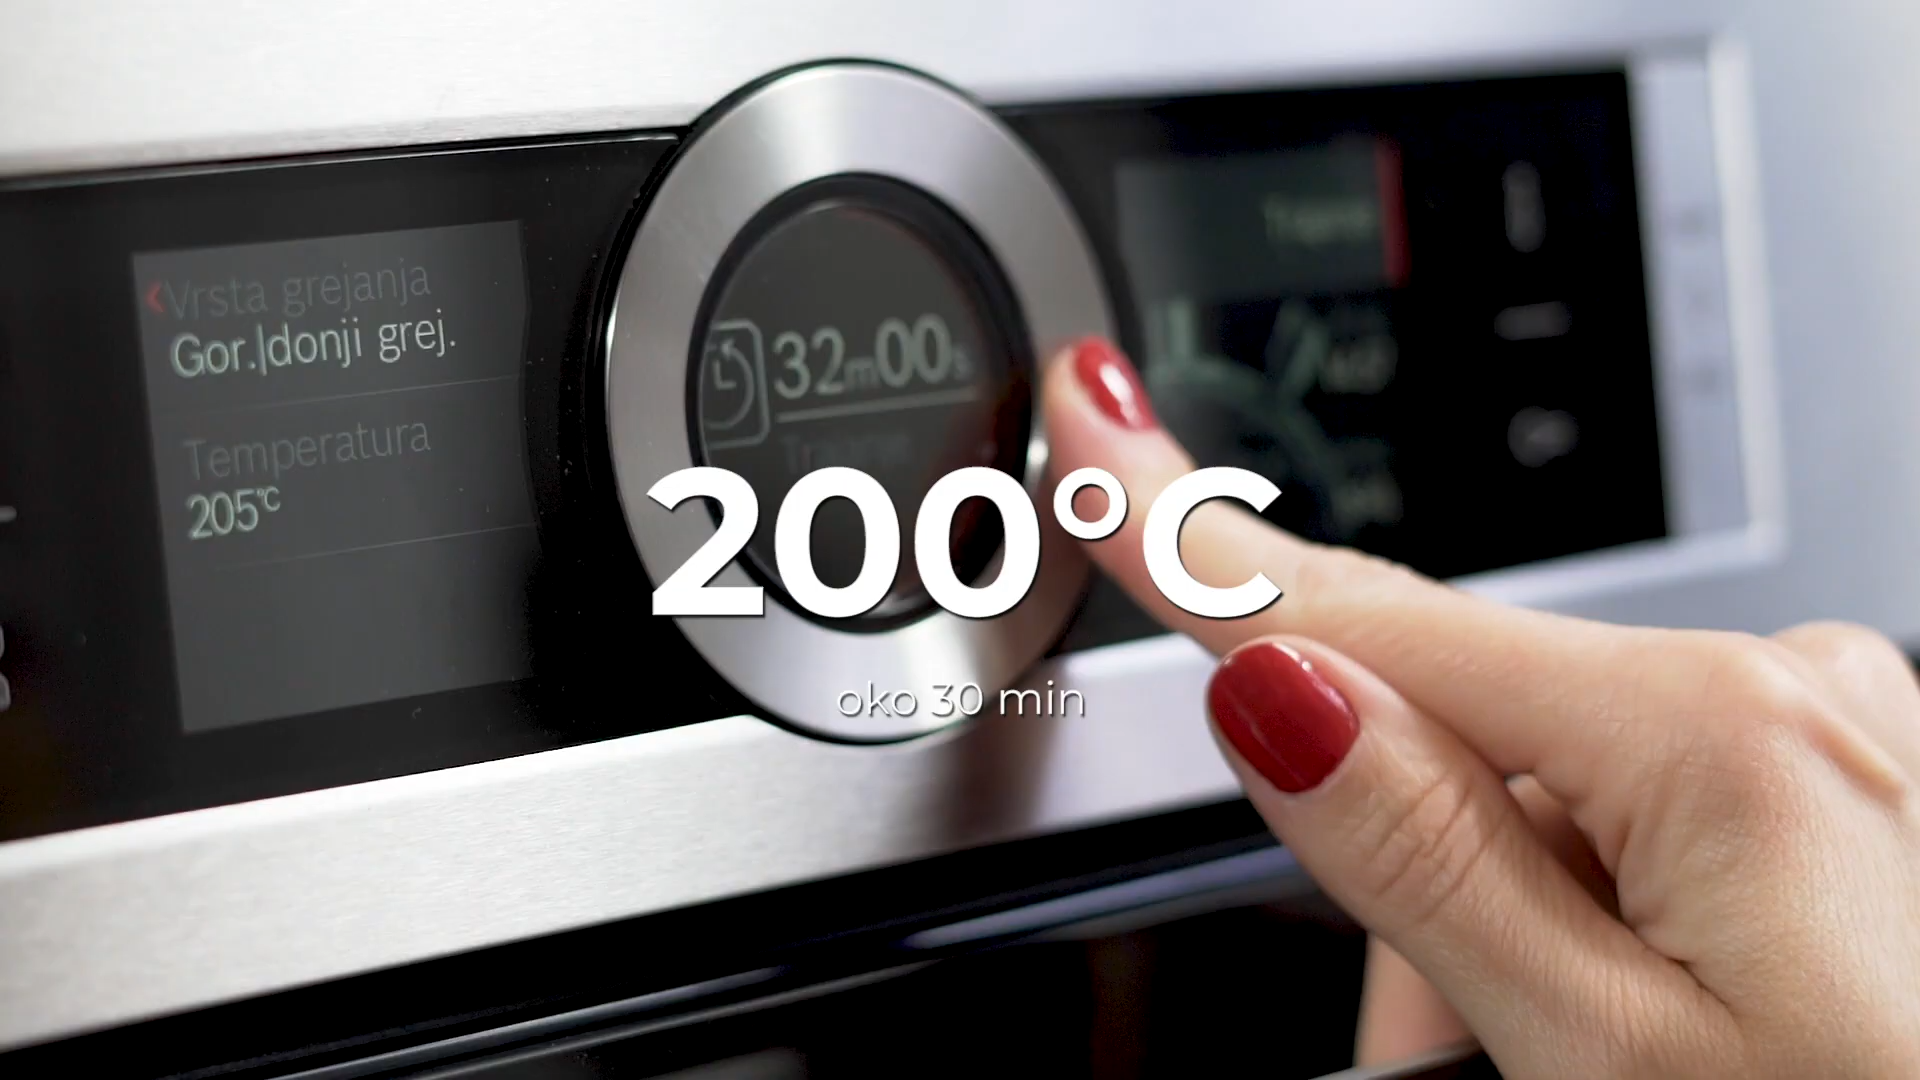 Vrsta grejanja
Gor.|donji grej.
Temperatura
205°C
32m00s
200°C
oko 30 min